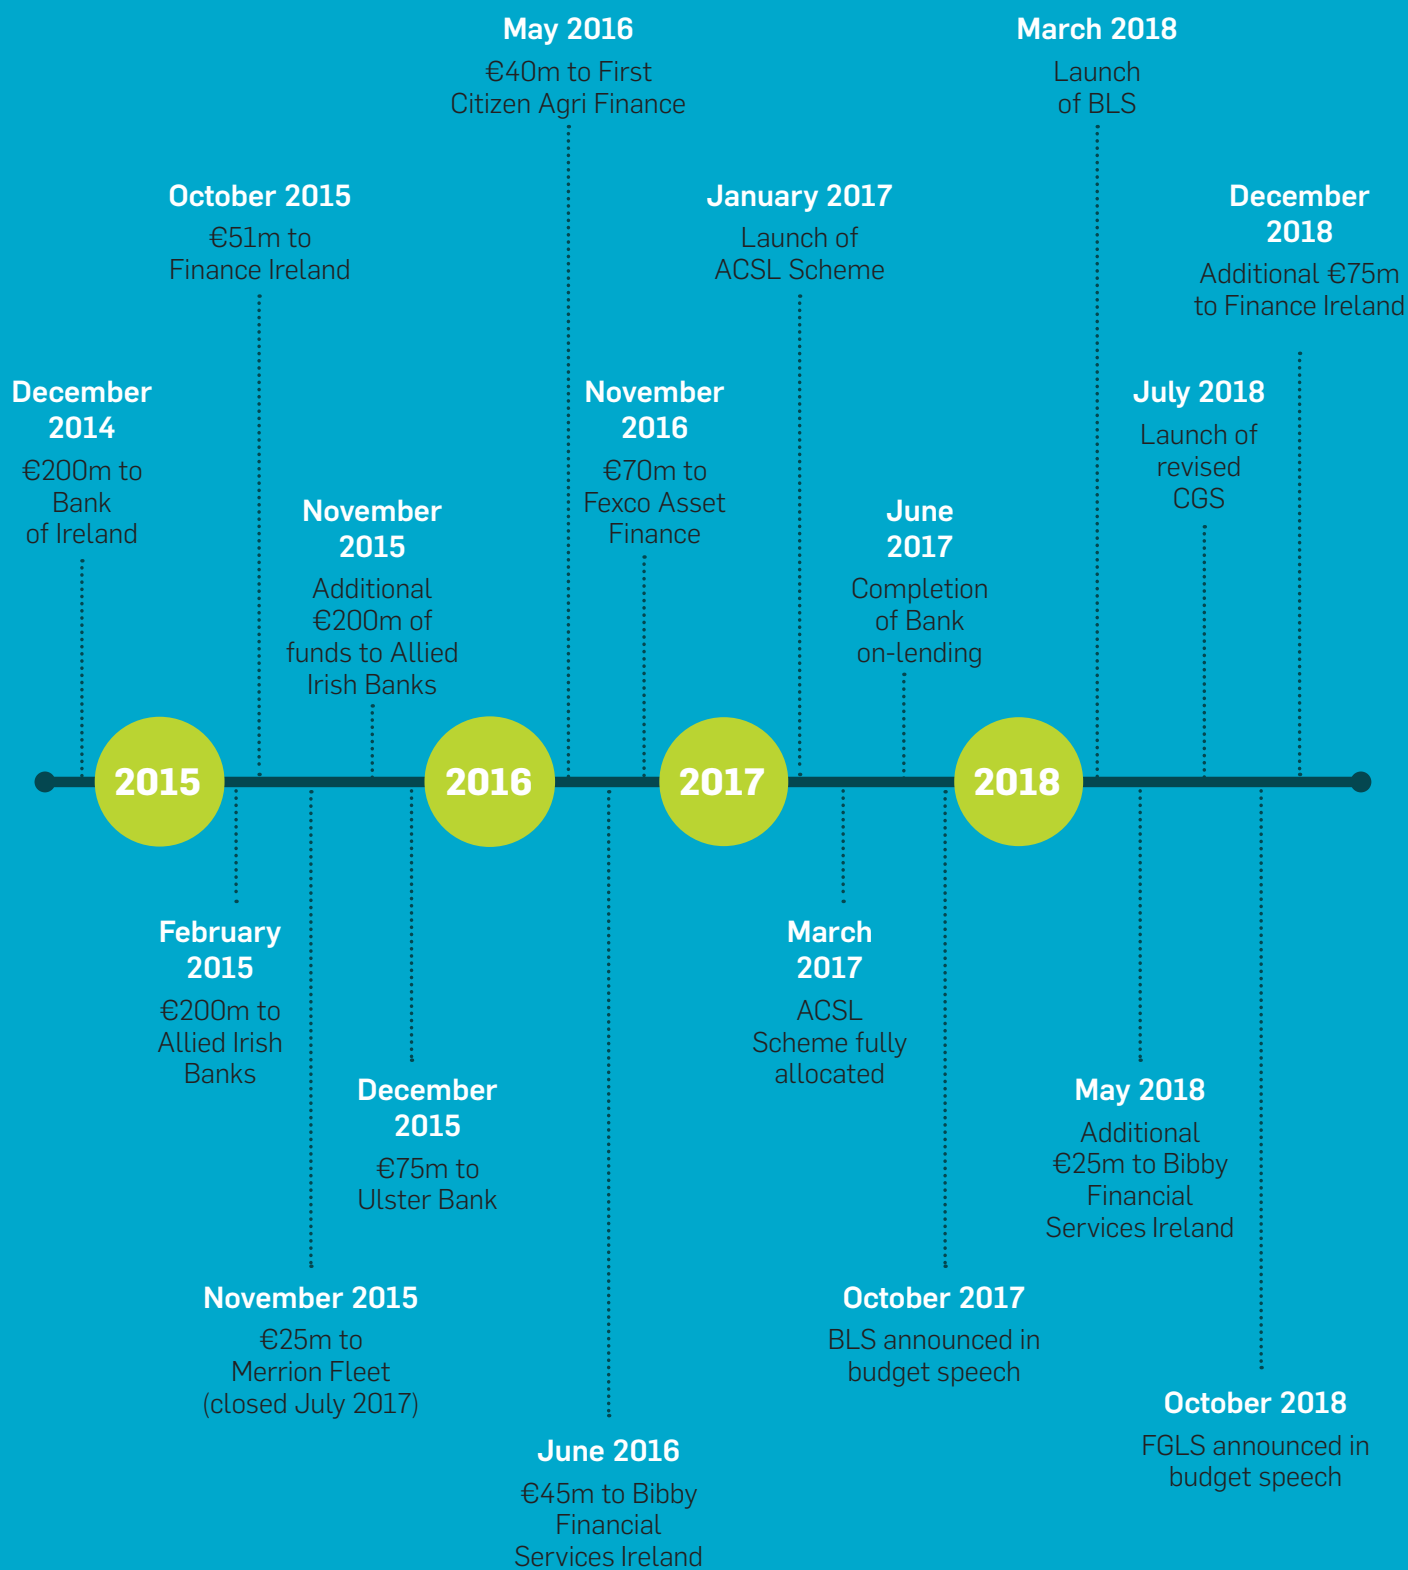 May 2016
€40m to First
Citizen Agri Finance
March 2018
Launch
of BLS
October 2015
€51m to
Finance Ireland
January 2017
Launch of
ACSL Scheme
December
2018
Additional €75m
to Finance Ireland
December
2014
€200m to
Bank
of Ireland
November
2016
€70m to
Fexco Asset
Finance
July 2018
Launch of
revised
CGS
November
2015
Additional
€200m of
funds to Allied
Irish Banks
June
2017
Completion
of Bank
on-lending
2015
2016
2017
2018
February
2015
€200m to
Allied Irish
Banks
March
2017
ACSL
Scheme fully
allocated
December
2015
€75m to
Ulster Bank
May 2018
Additional
€25m to Bibby
Financial
Services Ireland
November 2015
€25m to
Merrion Fleet
(closed July 2017)
October 2017
BLS announced in
budget speech
October 2018
FGLS announced in
budget speech
June 2016
€45m to Bibby
Financial
Services Ireland